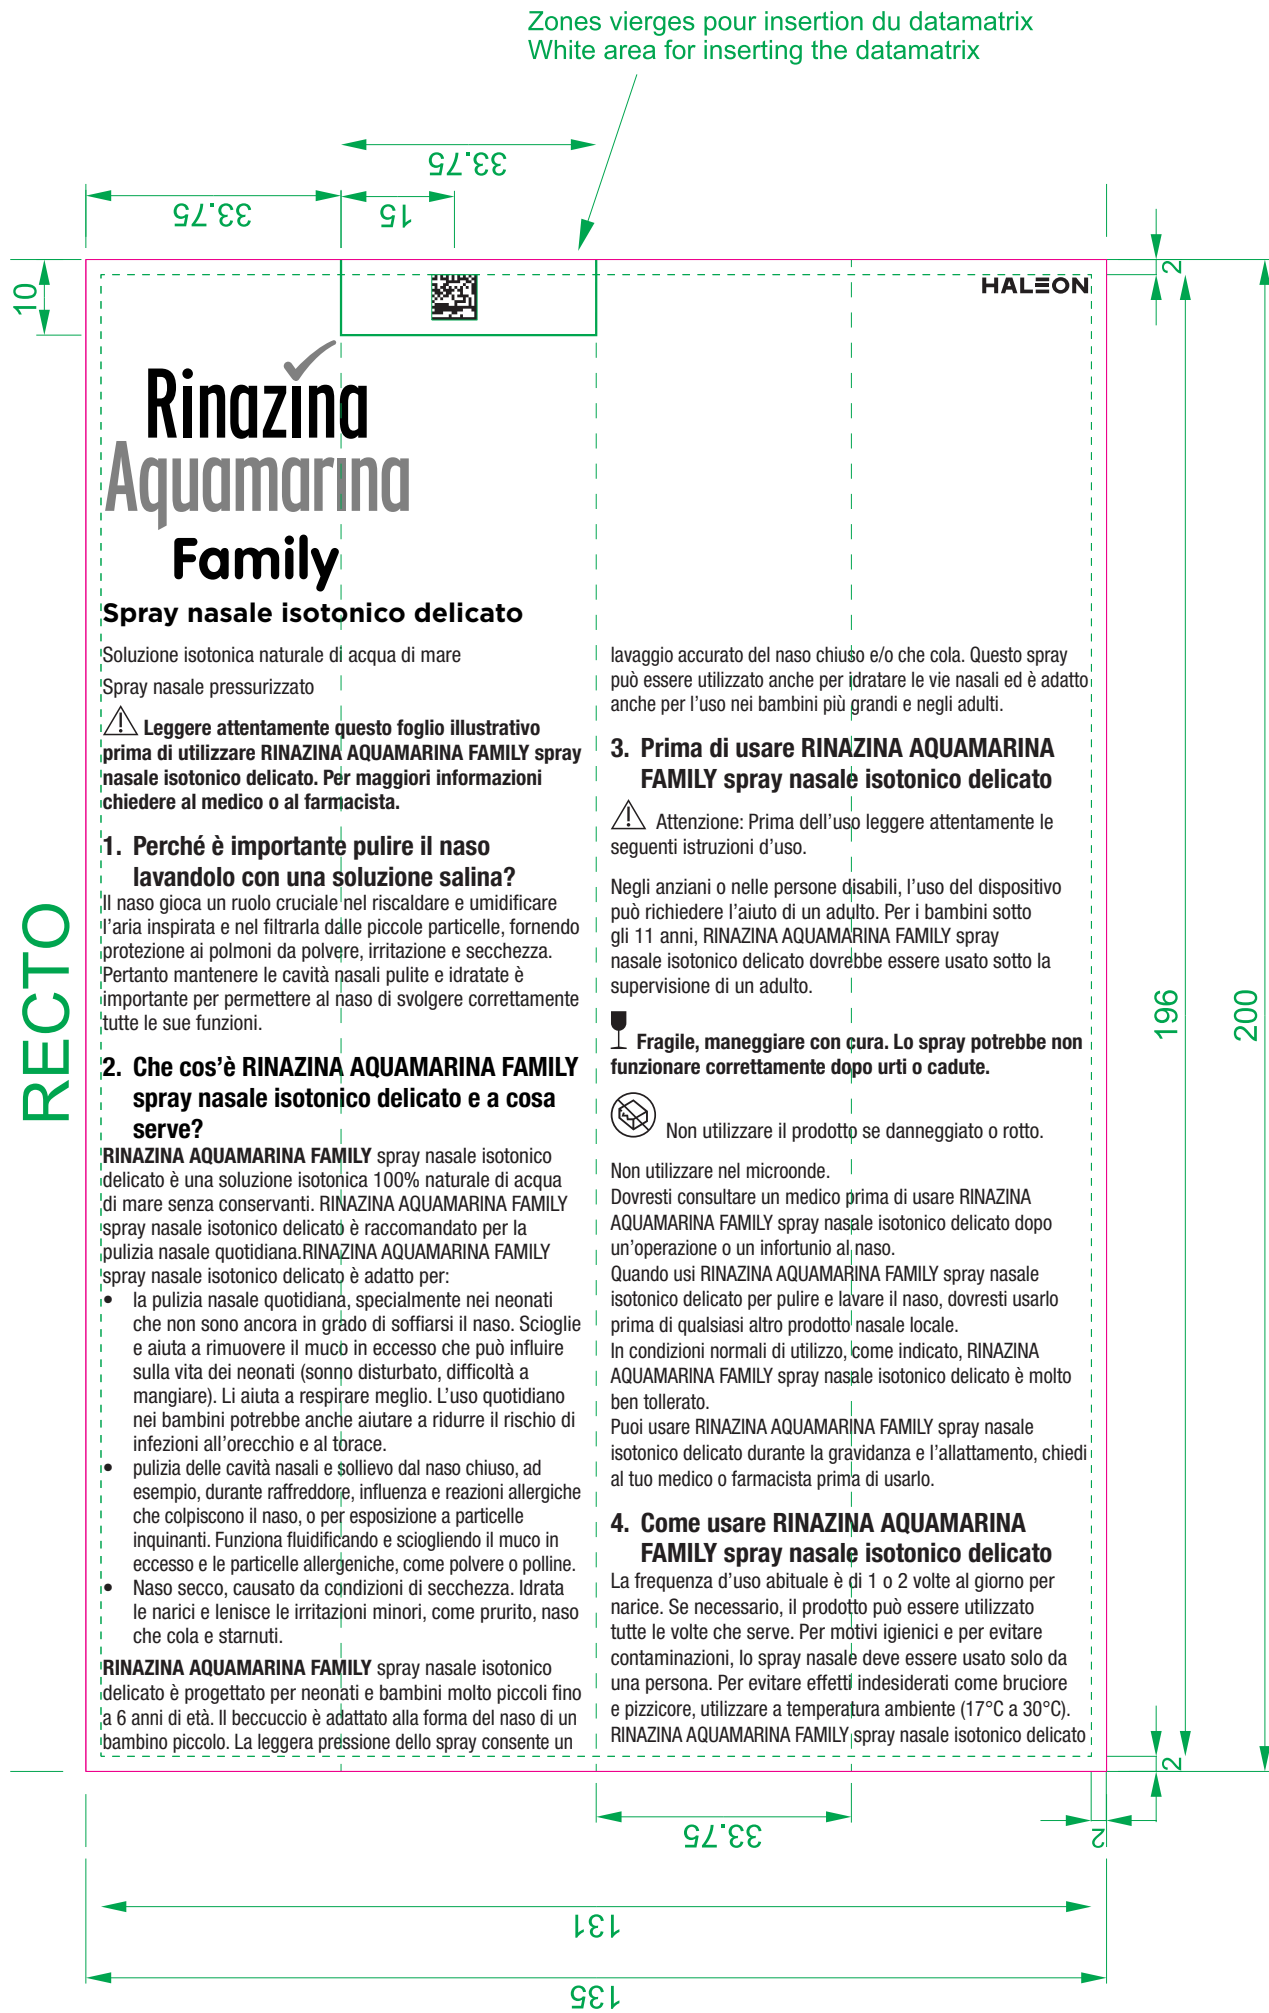 Zones vierges pour insertion du datamatrix
White area for inserting the datamatrix
33.75
33.75
15
10
2
HALEON
Rinazina
Aquamarina
Family
Spray nasale isotonico delicato
Soluzione isotonica naturale di acqua di mare
Spray nasale pressurizzato
Leggere attentamente questo foglio illustrativo
prima di utilizzare RINAZINA AQUAMARINA FAMILY spray
nasale isotonico delicato. Per maggiori informazioni
chiedere al medico o al farmacista.
1. Perché è importante pulire il naso
lavandolo con una soluzione salina?
Il naso gioca un ruolo cruciale nel riscaldare e umidificare
l'aria inspirata e nel filtrarla dalle piccole particelle, fornendo
protezione ai polmoni da polvere, irritazione e secchezza.
Pertanto mantenere le cavità nasali pulite e idratate è
importante per permettere al naso di svolgere correttamente
tutte le sue funzioni.
2. Che cos'è RINAZINA AQUAMARINA FAMILY
spray nasale isotonico delicato e a cosa
serve?
RINAZINA AQUAMARINA FAMILY spray nasale isotonico
delicato è una soluzione isotonica 100% naturale di acqua
di mare senza conservanti. RINAZINA AQUAMARINA FAMILY
spray nasale isotonico delicato è raccomandato per la
pulizia nasale quotidiana.RINAZINA AQUAMARINA FAMILY
spray nasale isotonico delicato è adatto per:
• la pulizia nasale quotidiana, specialmente nei neonati
che non sono ancora in grado di soffiarsi il naso. Scioglie
e aiuta a rimuovere il muco in eccesso che può influire
sulla vita dei neonati (sonno disturbato, difficoltà a
mangiare). Li aiuta a respirare meglio. L'uso quotidiano
nei bambini potrebbe anche aiutare a ridurre il rischio di
infezioni all'orecchio e al torace.
• pulizia delle cavità nasali e sollievo dal naso chiuso, ad
esempio, durante raffreddore, influenza e reazioni allergiche
che colpiscono il naso, o per esposizione a particelle
inquinanti. Funziona fluidificando e sciogliendo il muco in
eccesso e le particelle allergeniche, come polvere o polline.
• Naso secco, causato da condizioni di secchezza. Idrata
le narici e lenisce le irritazioni minori, come prurito, naso
che cola e starnuti.
RINAZINA AQUAMARINA FAMILY spray nasale isotonico
delicato è progettato per neonati e bambini molto piccoli fino
a 6 anni di età. Il beccuccio è adattato alla forma del naso di un
bambino piccolo. La leggera pressione dello spray consente un
lavaggio accurato del naso chiuso e/o che cola. Questo spray
può essere utilizzato anche per idratare le vie nasali ed è adatto
anche per l'uso nei bambini più grandi e negli adulti.
3. Prima di usare RINAZINA AQUAMARINA
FAMILY spray nasale isotonico delicato
Attenzione: Prima dell'uso leggere attentamente le
seguenti istruzioni d'uso.
Negli anziani o nelle persone disabili, l'uso del dispositivo
può richiedere l'aiuto di un adulto. Per i bambini sotto
gli 11 anni, RINAZINA AQUAMARINA FAMILY spray
nasale isotonico delicato dovrebbe essere usato sotto la
supervisione di un adulto.
Fragile, maneggiare con cura. Lo spray potrebbe non
funzionare correttamente dopo urti o cadute.
Non utilizzare il prodotto se danneggiato o rotto.
Non utilizzare nel microonde.
Dovresti consultare un medico prima di usare RINAZINA
AQUAMARINA FAMILY spray nasale isotonico delicato dopo
un'operazione o un infortunio al naso.
Quando usi RINAZINA AQUAMARINA FAMILY spray nasale
isotonico delicato per pulire e lavare il naso, dovresti usarlo
prima di qualsiasi altro prodotto nasale locale.
In condizioni normali di utilizzo, come indicato, RINAZINA
AQUAMARINA FAMILY spray nasale isotonico delicato è molto
ben tollerato.
Puoi usare RINAZINA AQUAMARINA FAMILY spray nasale
isotonico delicato durante la gravidanza e l'allattamento, chiedi
al tuo medico o farmacista prima di usarlo.
4. Come usare RINAZINA AQUAMARINA
FAMILY spray nasale isotonico delicato
La frequenza d'uso abituale è di 1 o 2 volte al giorno per
narice. Se necessario, il prodotto può essere utilizzato
tutte le volte che serve. Per motivi igienici e per evitare
contaminazioni, lo spray nasale deve essere usato solo da
una persona. Per evitare effetti indesiderati come bruciore
e pizzicore, utilizzare a temperatura ambiente (17°C a 30°C).
RINAZINA AQUAMARINA FAMILY spray nasale isotonico delicato
RECTO
196
200
2
33.75
2
131
135